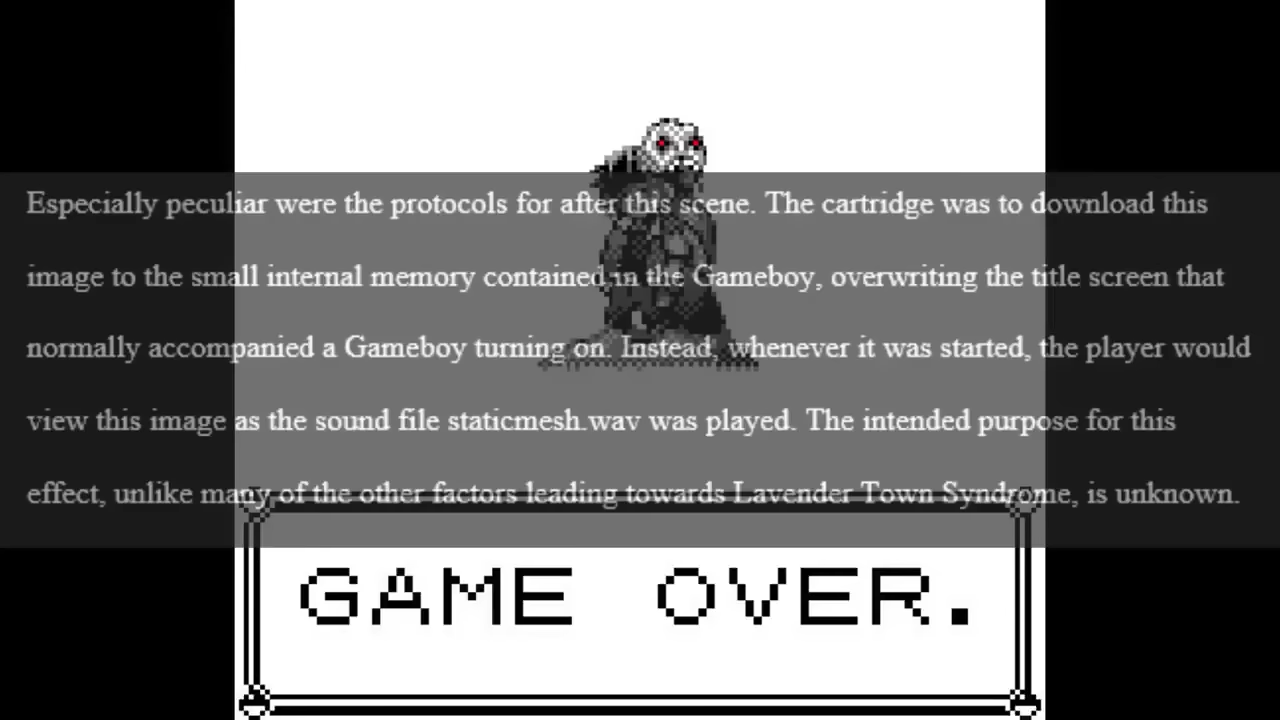 Especially peculiar were the protocols for after this scene. The cartridge was to download this
image to the small internal memory contained in the Gameboy, overwriting the title screen that
normally accompanied a Gameboy turning on. Instead, whenever it was started, the player would
view this image as the sound file staticmesh.wav was played. The intended purpose for this
effect, unlike many of the other factors leading towards Lavender Town Syndrome, is unknown.
GAME OVER.